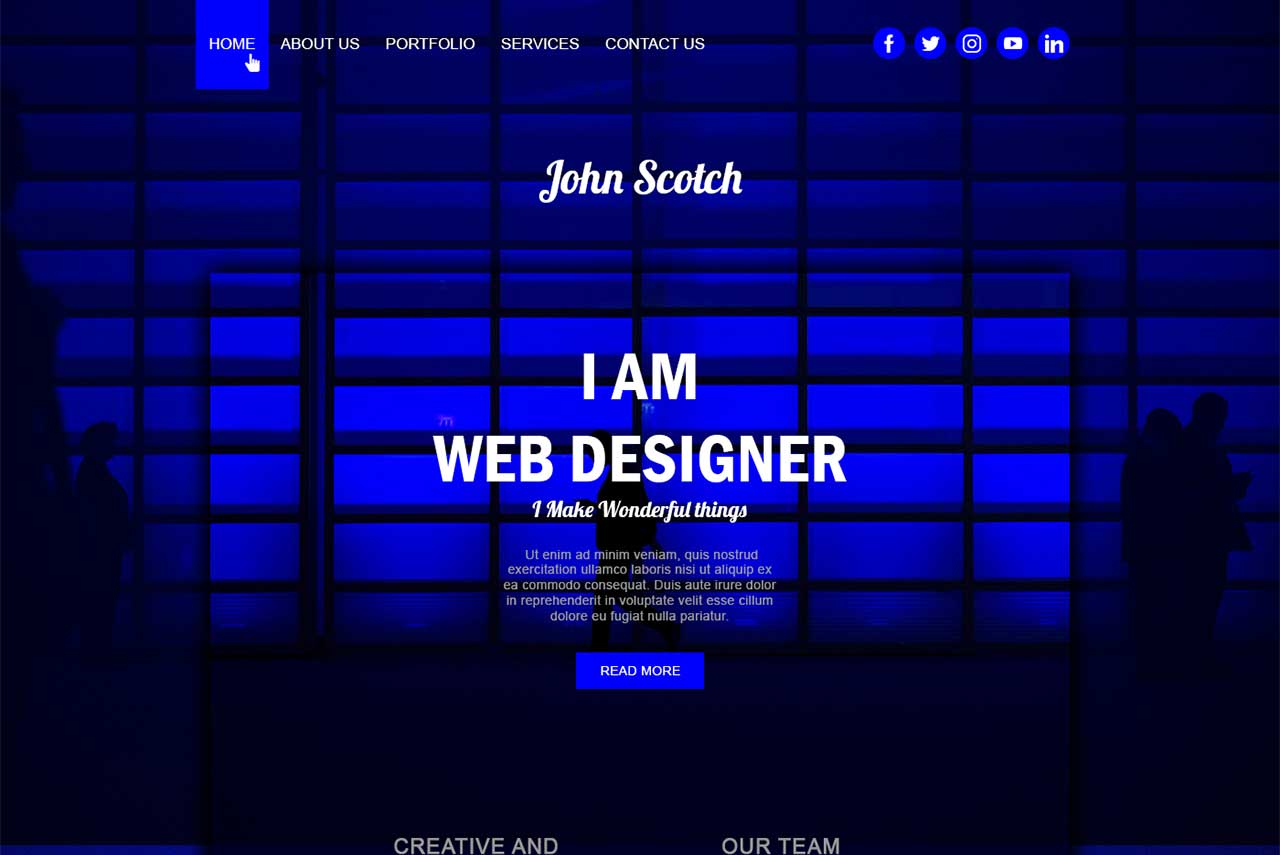 HOME ABOUT US PORTFOLIO SERVICES CONTACT US
John Scotch
I AM
WEB DESIGNER
I Make Wonderful things
Ut enim ad minim veniam, quis nostrud
exercitation ullamco laboris nisi ut aliquip ex
ea commodo consequat. Duis aute irure dolor
in reprehenderit in voluptate velit esse cillum
dolore eu fugiat nulla pariatur.
READ MORE
CREATIVE AND OUR TEAM